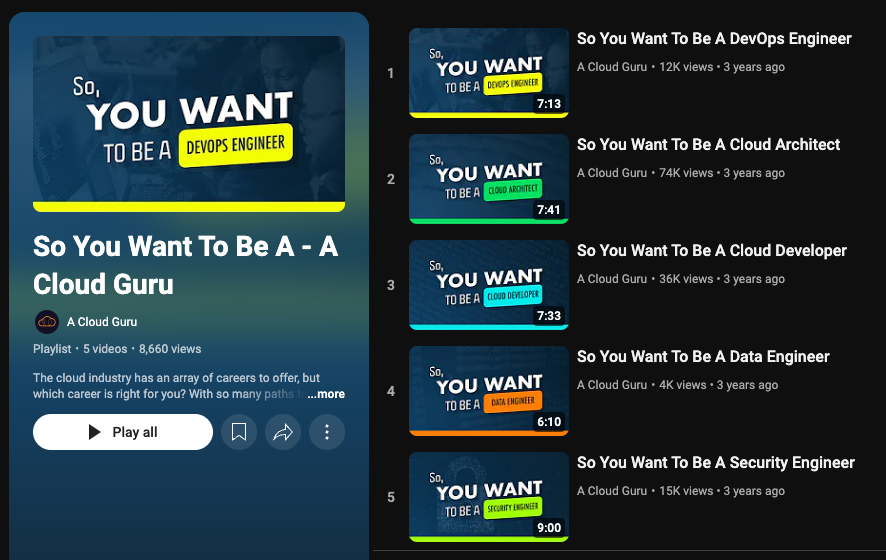 So,
YOU WANT
TO BE A DEVOPS ENGINEER
So You Want To Be A - A
Cloud Guru
A Cloud Guru
Playlist • 5 videos • 8,660 views
The cloud industry has an array of careers to offer, but
which career is right for you? With so many paths ...more
Play all
1
So,
YOU WANT
TO BE A DEVOPS ENGINEER
7:13
So You Want To Be A DevOps Engineer
A Cloud Guru • 12K views • 3 years ago
2
So,
YOU WANT
TO BE A CLOUD ARCHITECT
7:41
So You Want To Be A Cloud Architect
A Cloud Guru • 74K views • 3 years ago
3
So,
YOU WANT
TO BE A CLOUD DEVELOPER
7:33
So You Want To Be A Cloud Developer
A Cloud Guru • 36K views • 3 years ago
4
So,
YOU WANT
TO BE A DATA ENGINEER
6:10
So You Want To Be A Data Engineer
A Cloud Guru • 4K views • 3 years ago
5
So,
YOU WANT
TO BE A SECURITY ENGINEER
9:00
So You Want To Be A Security Engineer
A Cloud Guru • 15K views • 3 years ago